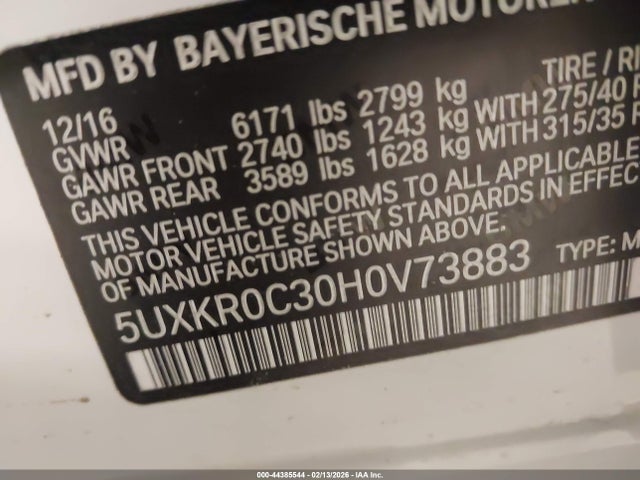 MFD BY BAYERISCHE MOTOREN
12/16 TIRE / RI
GVWR 6171 lbs 2799 kg
GAWR FRONT 2740 lbs 1243 kg WITH 275/40 R
GAWR REAR 3589 lbs 1628 kg WITH 315/35 R
THIS VEHICLE CONFORMS TO ALL APPLICABLE
MOTOR VEHICLE SAFETY STANDARDS IN EFFEC
OF MANUFACTURE SHOWN ABOVE.
5UXKR0C30H0V73883 TYPE: M
000-44385544 - 02/13/2026 - IAA Inc.